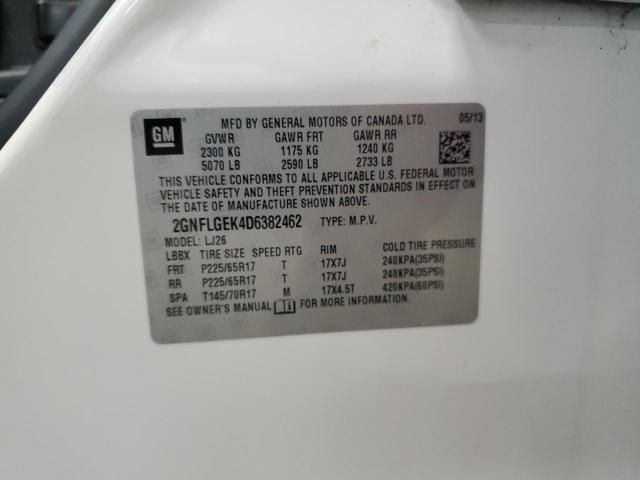 GM
MFD BY GENERAL MOTORS OF CANADA LTD. 05/13
GVWR GAWR FRT GAWR RR
2300 KG 1175 KG 1240 KG
5070 LB 2590 LB 2733 LB
THIS VEHICLE CONFORMS TO ALL APPLICABLE U.S. FEDERAL MOTOR
VEHICLE SAFETY AND THEFT PREVENTION STANDARDS IN EFFECT ON
THE DATE OF MANUFACTURE SHOWN ABOVE.
2GNFLGEK4D6382462 TYPE: M.P.V.
MODEL: LJ26
LBBX TIRE SIZE SPEED RTG RIM COLD TIRE PRESSURE
FRT P225/65R17 T 17X7J 240KPA(35PSI)
RR P225/65R17 T 17X7J 240KPA(35PSI)
SPA T145/70R17 M 17X4.5T 420KPA(60PSI)
SEE OWNER'S MANUAL FOR MORE INFORMATION.